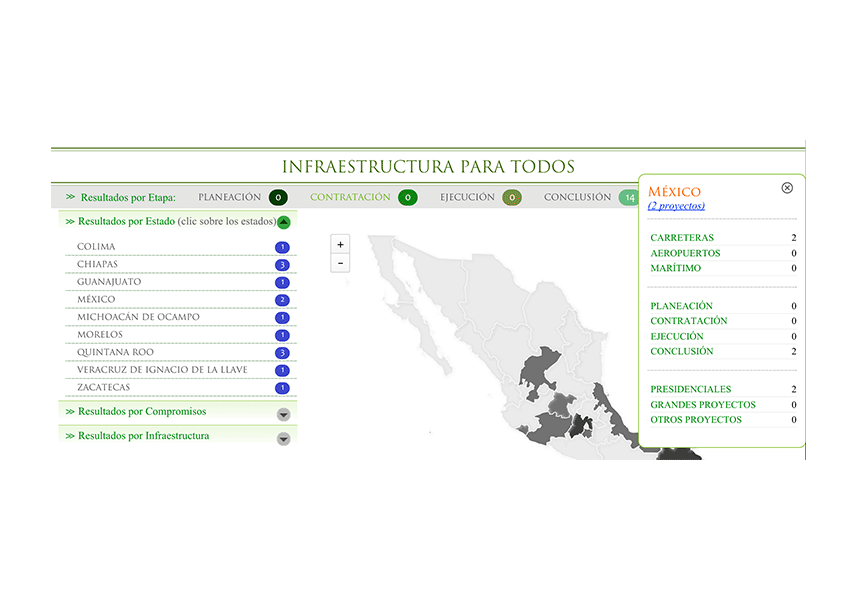 INFRAESTRUCTURA PARA TODOS
>> Resultados por Etapa: PLANEACIÓN 0 CONTRATACIÓN 0 EJECUCIÓN 0 CONCLUSIÓN 14
>> Resultados por Estado (clic sobre los estados)
COLIMA 1
CHIAPAS 3
GUANAJUATO 1
MÉXICO 2
MICHOACÁN DE OCAMPO 1
MORELOS 1
QUINTANA ROO 3
VERACRUZ DE IGNACIO DE LA LLAVE 1
ZACATECAS 1
>> Resultados por Compromisos
>> Resultados por Infraestructura
+
-
MÉXICO
(2 proyectos)
CARRETERAS 2
AEROPUERTOS 0
MARÍTIMO 0
PLANEACIÓN 0
CONTRATACIÓN 0
EJECUCIÓN 0
CONCLUSIÓN 2
PRESIDENCIALES 2
GRANDES PROYECTOS 0
OTROS PROYECTOS 0